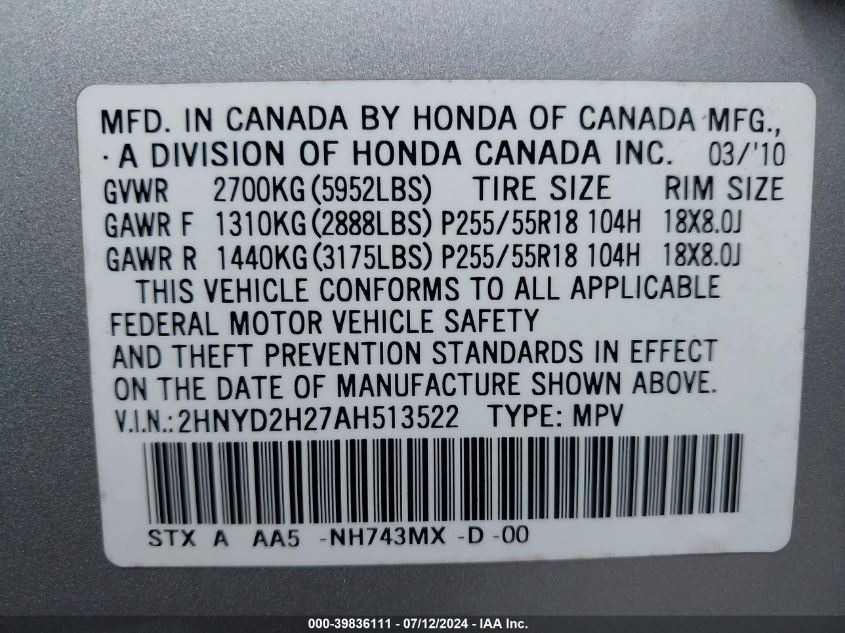 MFD. IN CANADA BY HONDA OF CANADA MFG.,
· A DIVISION OF HONDA CANADA INC. 03/'10
GVWR 2700KG (5952LBS) TIRE SIZE RIM SIZE
GAWR F 1310KG (2888LBS) P255/55R18 104H 18X8.0J
GAWR R 1440KG (3175LBS) P255/55R18 104H 18X8.0J
THIS VEHICLE CONFORMS TO ALL APPLICABLE
FEDERAL MOTOR VEHICLE SAFETY
AND THEFT PREVENTION STANDARDS IN EFFECT
ON THE DATE OF MANUFACTURE SHOWN ABOVE.
V.I.N.:2HNYD2H27AH513522 TYPE: MPV
STX A AA5 -NH743MX -D -00
000-39836111 - 07/12/2024 - IAA Inc.